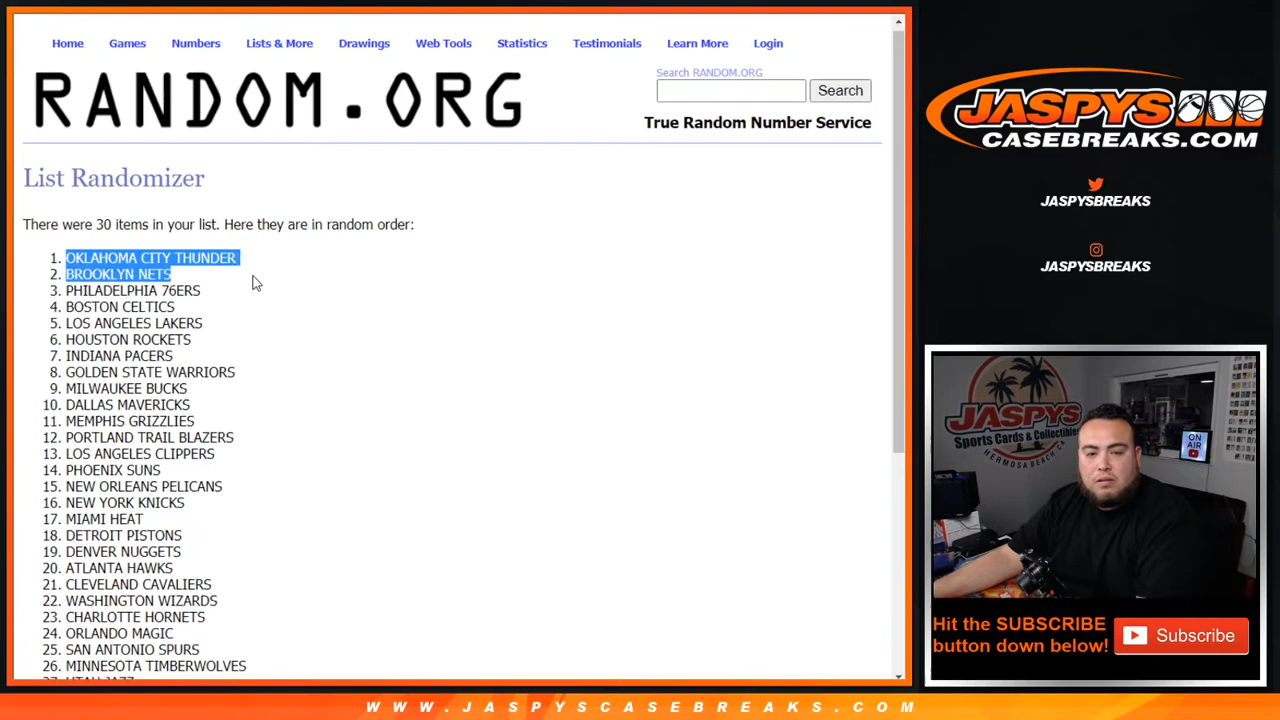 Home Games Numbers Lists & More Drawings Web Tools Statistics Testimonials Learn More Login
RANDOM.ORG
Search RANDOM.ORG
Search
True Random Number Service
List Randomizer
There were 30 items in your list. Here they are in random order:
1. OKLAHOMA CITY THUNDER
2. BROOKLYN NETS
3. PHILADELPHIA 76ERS
4. BOSTON CELTICS
5. LOS ANGELES LAKERS
6. HOUSTON ROCKETS
7. INDIANA PACERS
8. GOLDEN STATE WARRIORS
9. MILWAUKEE BUCKS
10. DALLAS MAVERICKS
11. MEMPHIS GRIZZLIES
12. PORTLAND TRAIL BLAZERS
13. LOS ANGELES CLIPPERS
14. PHOENIX SUNS
15. NEW ORLEANS PELICANS
16. NEW YORK KNICKS
17. MIAMI HEAT
18. DETROIT PISTONS
19. DENVER NUGGETS
20. ATLANTA HAWKS
21. CLEVELAND CAVALIERS
22. WASHINGTON WIZARDS
23. CHARLOTTE HORNETS
24. ORLANDO MAGIC
25. SAN ANTONIO SPURS
26. MINNESOTA TIMBERWOLVES
27. UTAH JAZZ
JASPYS
CASEBREAKS.COM
JASPYSBREAKS
JASPYSBREAKS
JASPYS
Sports Cards & Collectibles
HERMOSA BEACH CA
ON AIR
Hit the SUBSCRIBE
button down below!
Subscribe
WWW.JASPYSCASEBREAKS.COM